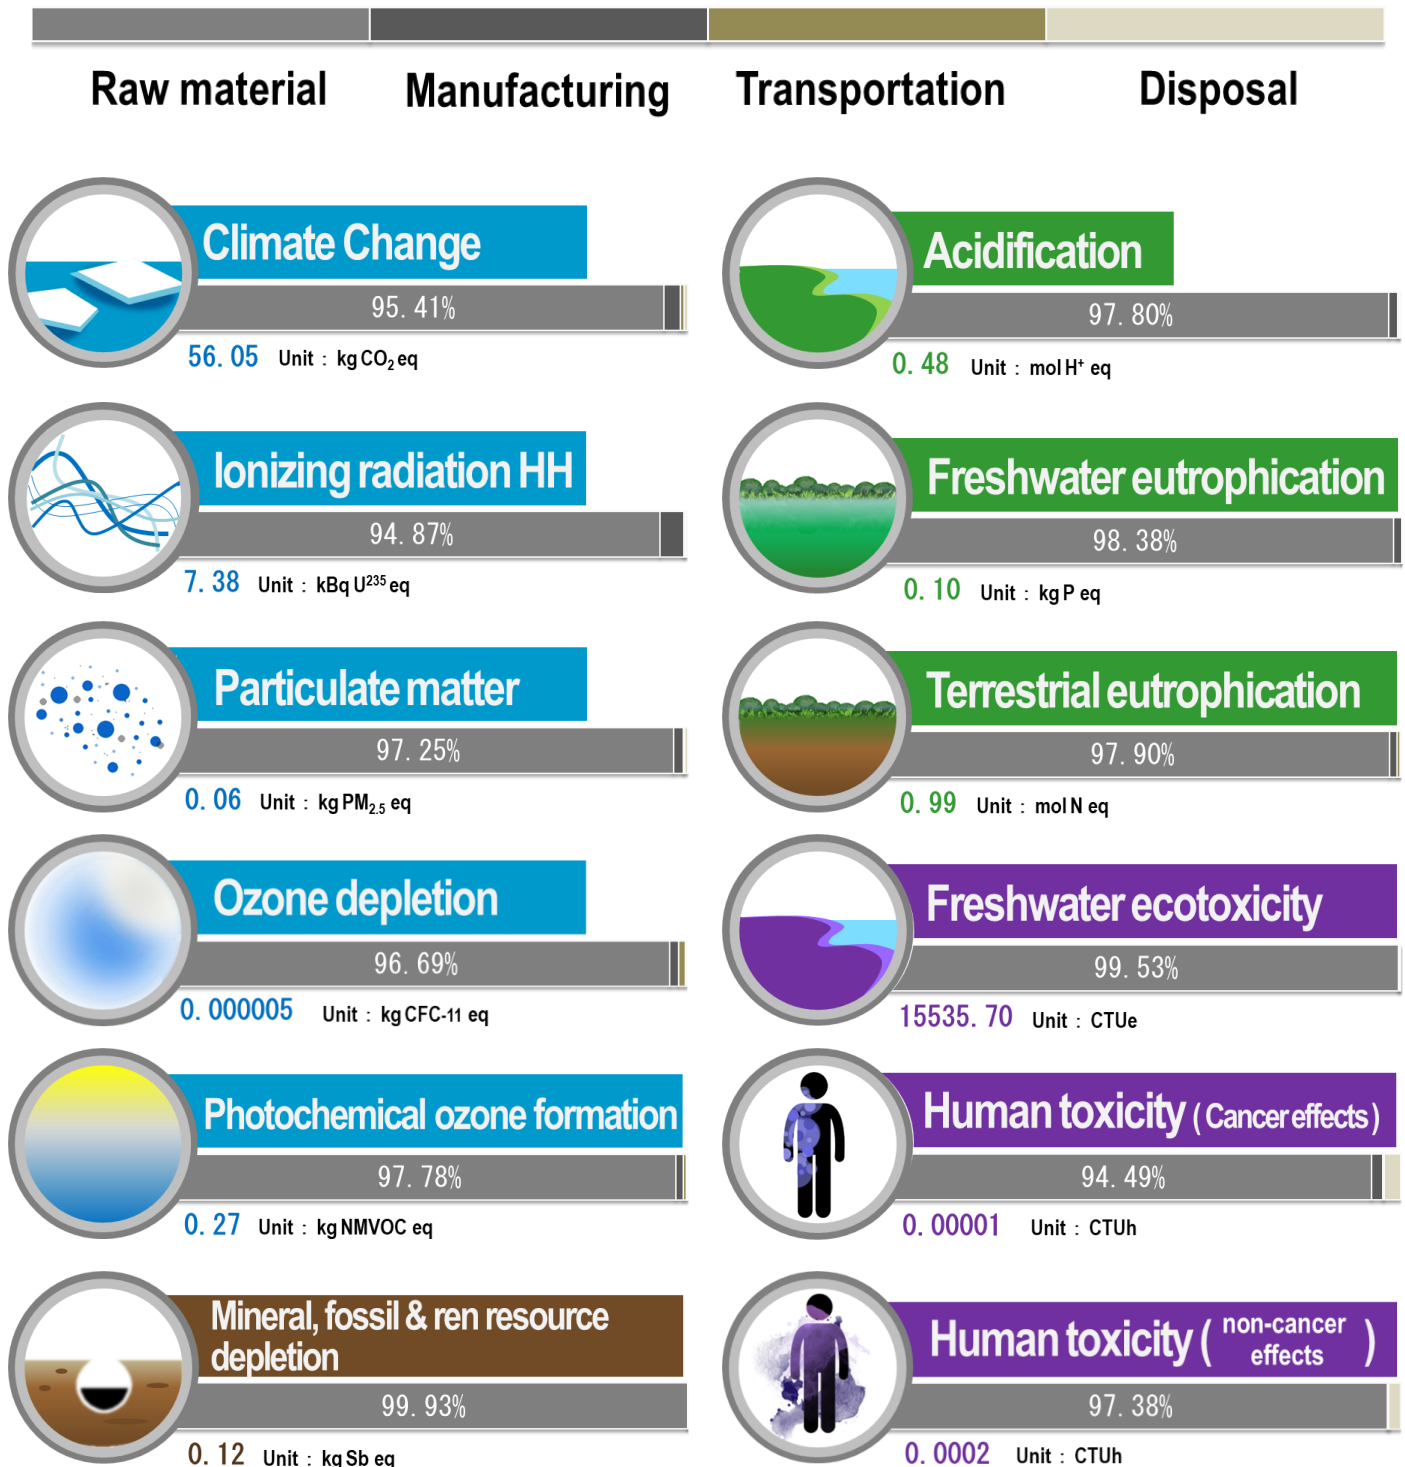 Raw material
Manufacturing
Transportation
Disposal
Climate Change
95.41%
56.05 Unit : kg CO₂ eq
Ionizing radiation HH
94.87%
7.38 Unit : kBq U²³⁵ eq
Particulate matter
97.25%
0.06 Unit : kg PM₂.₅ eq
Ozone depletion
96.69%
0.000005 Unit : kg CFC-11 eq
Photochemical ozone formation
97.78%
0.27 Unit : kg NMVOC eq
Mineral, fossil & ren resource
depletion
99.93%
0.12 Unit : kg Sb eq
Acidification
97.80%
0.48 Unit : mol H⁺ eq
Freshwater eutrophication
98.38%
0.10 Unit : kg P eq
Terrestrial eutrophication
97.90%
0.99 Unit : mol N eq
Freshwater ecotoxicity
99.53%
15535.70 Unit : CTUe
Human toxicity ( Cancer effects )
94.49%
0.00001 Unit : CTUh
Human toxicity ( non-cancer
effects )
97.38%
0.0002 Unit : CTUh